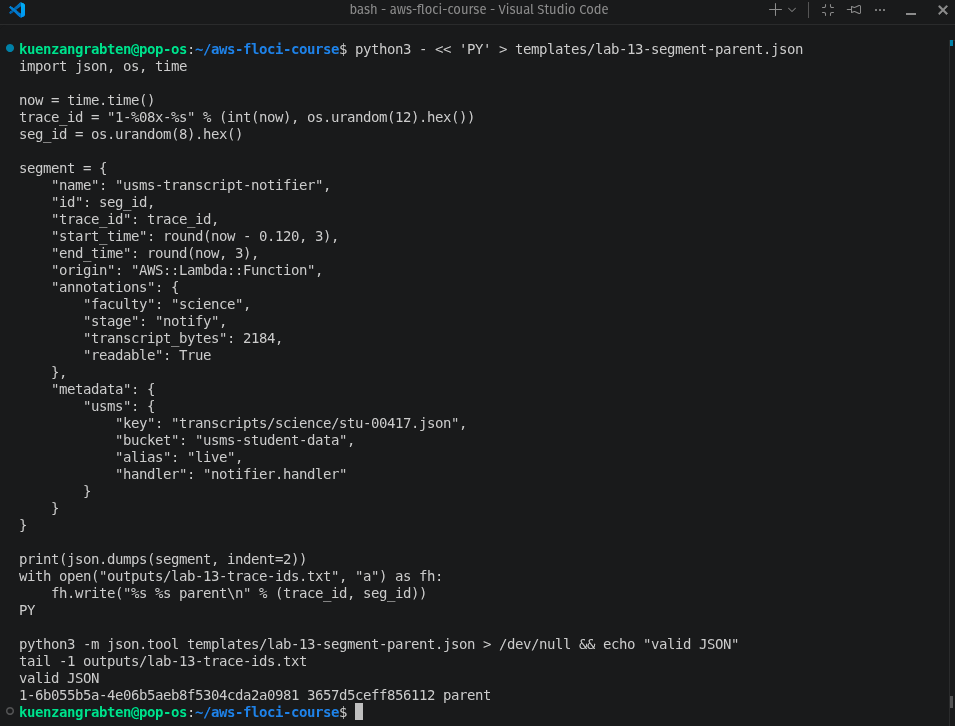 bash - aws-floci-course - Visual Studio Code
kuenzangrabten@pop-os:~/aws-floci-course$ python3 - << 'PY' > templates/lab-13-segment-parent.json
import json, os, time

now = time.time()
trace_id = "1-%08x-%s" % (int(now), os.urandom(12).hex())
seg_id = os.urandom(8).hex()

segment = {
    "name": "usms-transcript-notifier",
    "id": seg_id,
    "trace_id": trace_id,
    "start_time": round(now - 0.120, 3),
    "end_time": round(now, 3),
    "origin": "AWS::Lambda::Function",
    "annotations": {
        "faculty": "science",
        "stage": "notify",
        "transcript_bytes": 2184,
        "readable": True
    },
    "metadata": {
        "usms": {
            "key": "transcripts/science/stu-00417.json",
            "bucket": "usms-student-data",
            "alias": "live",
            "handler": "notifier.handler"
        }
    }
}

print(json.dumps(segment, indent=2))
with open("outputs/lab-13-trace-ids.txt", "a") as fh:
    fh.write("%s %s parent\n" % (trace_id, seg_id))
PY

python3 -m json.tool templates/lab-13-segment-parent.json > /dev/null && echo "valid JSON"
tail -1 outputs/lab-13-trace-ids.txt
valid JSON
1-6b055b5a-4e06b5aeb8f5304cda2a0981 3657d5ceff856112 parent
kuenzangrabten@pop-os:~/aws-floci-course$